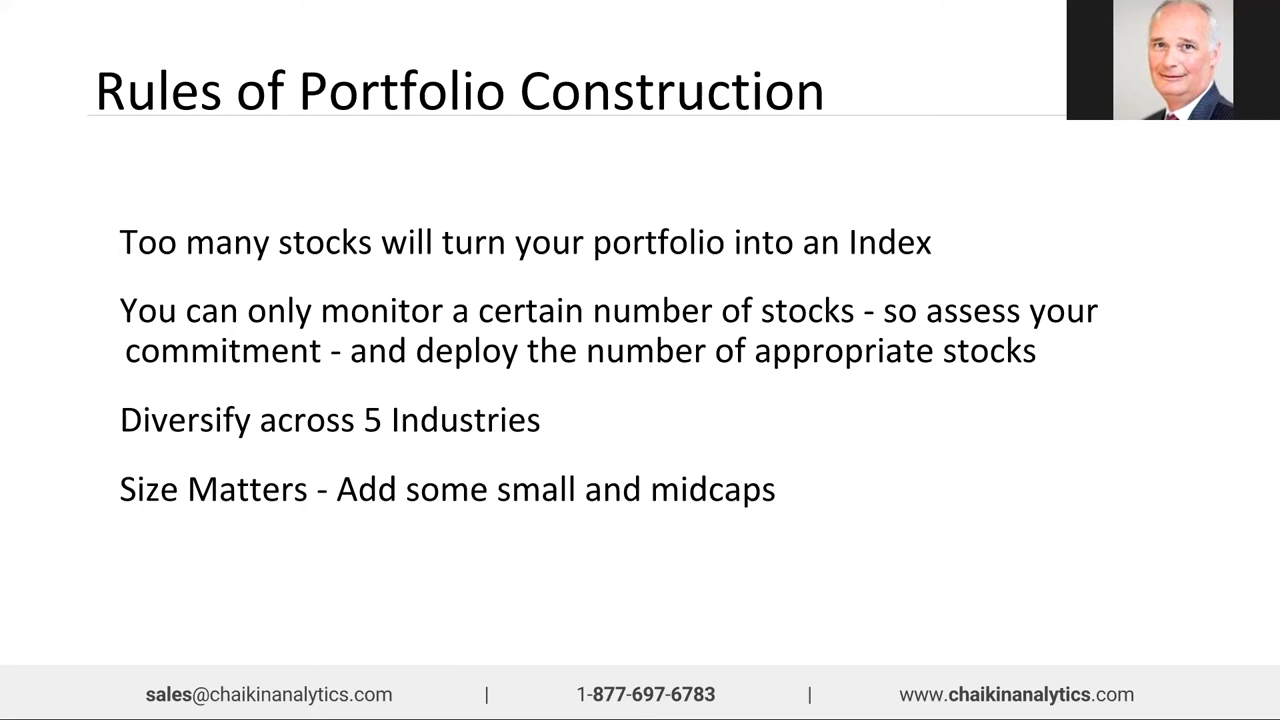 Rules of Portfolio Construction
Too many stocks will turn your portfolio into an Index
You can only monitor a certain number of stocks - so assess your
commitment - and deploy the number of appropriate stocks
Diversify across 5 Industries
Size Matters - Add some small and midcaps
sales@chaikinanalytics.com | 1-877-697-6783 | www.chaikinanalytics.com